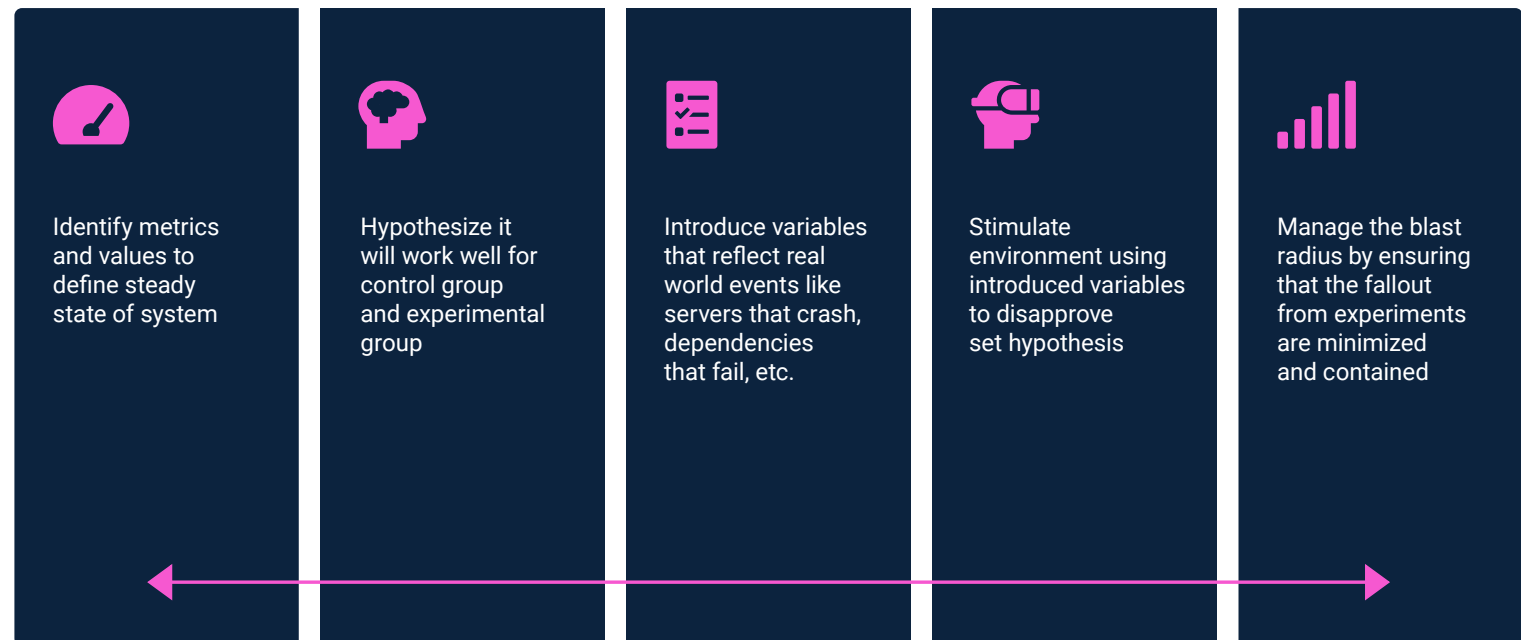 Identify metrics
and values to
define steady
state of system
Hypothesize it
will work well for
control group
and experimental
group
Introduce variables
that reflect real
world events like
servers that crash,
dependencies
that fail, etc.
Stimulate
environment using
introduced variables
to disapprove
set hypothesis
Manage the blast
radius by ensuring
that the fallout
from experiments
are minimized
and contained